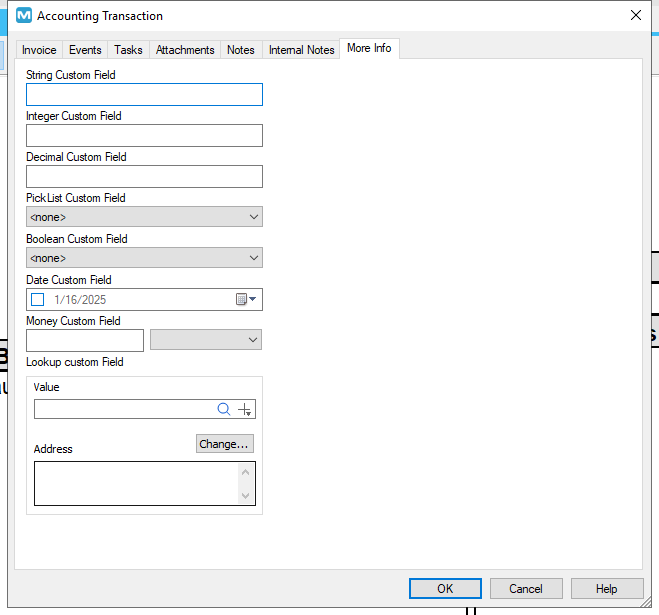 Accounting Transaction
Invoice Events Tasks Attachments Notes Internal Notes More Info
String Custom Field
Integer Custom Field
Decimal Custom Field
PickList Custom Field
<none>
Boolean Custom Field
<none>
Date Custom Field
1/16/2025
Money Custom Field
Lookup custom Field
Value
Address Change...
OK Cancel Help